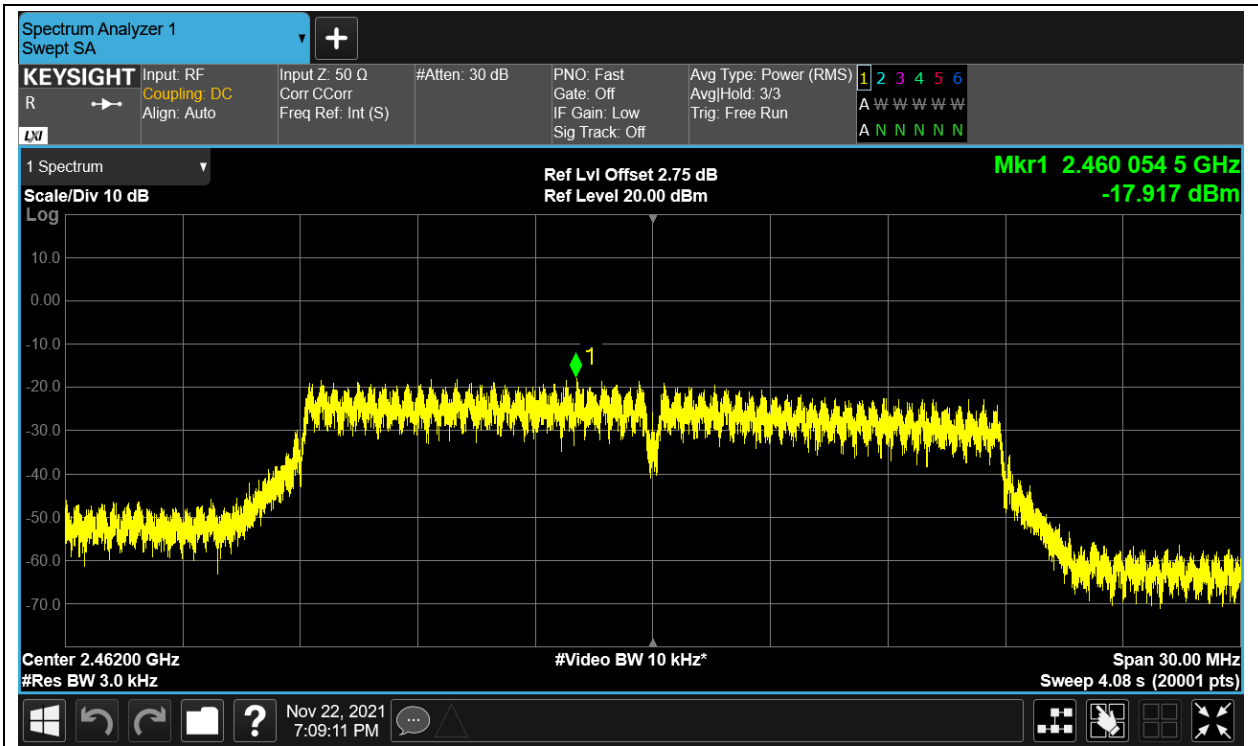 Spectrum Analyzer 1
Swept SA
KEYSIGHT
R
LXI
Input: RF
Coupling: DC
Align: Auto
Input Z: 50 Ω
Corr CCorr
Freq Ref: Int (S)
#Atten: 30 dB
PNO: Fast
Gate: Off
IF Gain: Low
Sig Track: Off
Avg Type: Power (RMS)
Avg|Hold: 3/3
Trig: Free Run
1 2 3 4 5 6
A W W W W W
A N N N N N
1 Spectrum
Scale/Div 10 dB
Ref Lvl Offset 2.75 dB
Ref Level 20.00 dBm
Mkr1 2.460 054 5 GHz
-17.917 dBm
Log
10.0
0.00
-10.0
1
-20.0
-30.0
-40.0
-50.0
-60.0
-70.0
Center 2.46200 GHz
#Res BW 3.0 kHz
#Video BW 10 kHz*
Span 30.00 MHz
Sweep 4.08 s (20001 pts)
?
Nov 22, 2021
7:09:11 PM